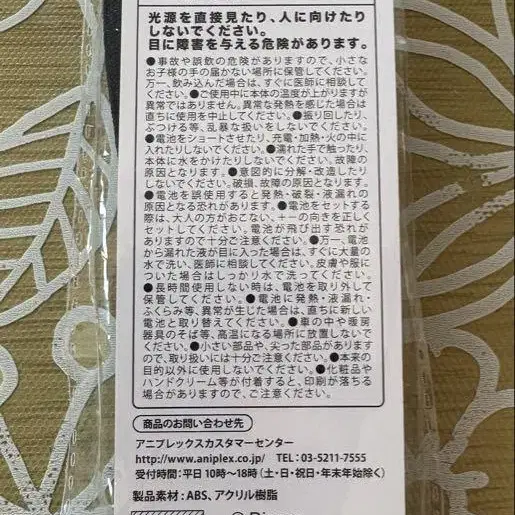 光源を直接見たり、人に向けたり
しないでください。
目に障害を与える危険があります。
●事故や誤飲の危険がありますので、小さな
お子様の手の届かない場所に保管してください。
万一、飲み込んだ場合は、すぐに医師に相談して
ください。●ご使用中に本体の温度が上がりますが
異常ではありません。異常な発熱を感じた場合は
直ちに使用を中止してください。●振り回したり、
ぶつける等、乱暴な扱いをしないでください。
●電池をショートさせたり、充電・加熱・火の中に
入れたりしないでください。●濡れた手で触ったり、
本体に水をかけたりしないでください。故障の
原因となります。●意図的に分解・改造したり
しないでください。破損、故障の原因となります。
●電池を誤使用すると発熱・破裂・液漏れの
原因となる恐れがあります。●電池をセットする
際は、大人の方がおこない、+-の向きを正しく
セットしてください。電池が飛び出す恐れが
ありますので十分ご注意ください。●万一、電池
から漏れた液が目に入った場合は、すぐに大量の
水で洗い、医師に相談してください。皮膚や服に
ついた場合はしっかり水で洗ってください。
●長時間使用しない時は、電池を取り外して
保管してください。●電池に発熱・液漏れ・
ふくらみ等、異常が生じた場合は、直ちに新しい
電池と取り替えてください。●車の中や暖房
器具のそば等、高温になる場所に放置しないで
ください。●小さい部品や、尖った部品があります
ので、取り扱いには十分ご注意ください。●本来の
目的以外に使用しないでください。●化粧品や
ハンドクリーム等が付着すると、印刷が落ちる
場合がありますので、ご注意ください。
商品のお問い合わせ先
アニプレックスカスタマーセンター
http://www.aniplex.co.jp/ TEL：03-5211-7555
受付時間：平日10時～18時(土・日・祝日・年末年始除く)
製品素材：ABS、アクリル樹脂